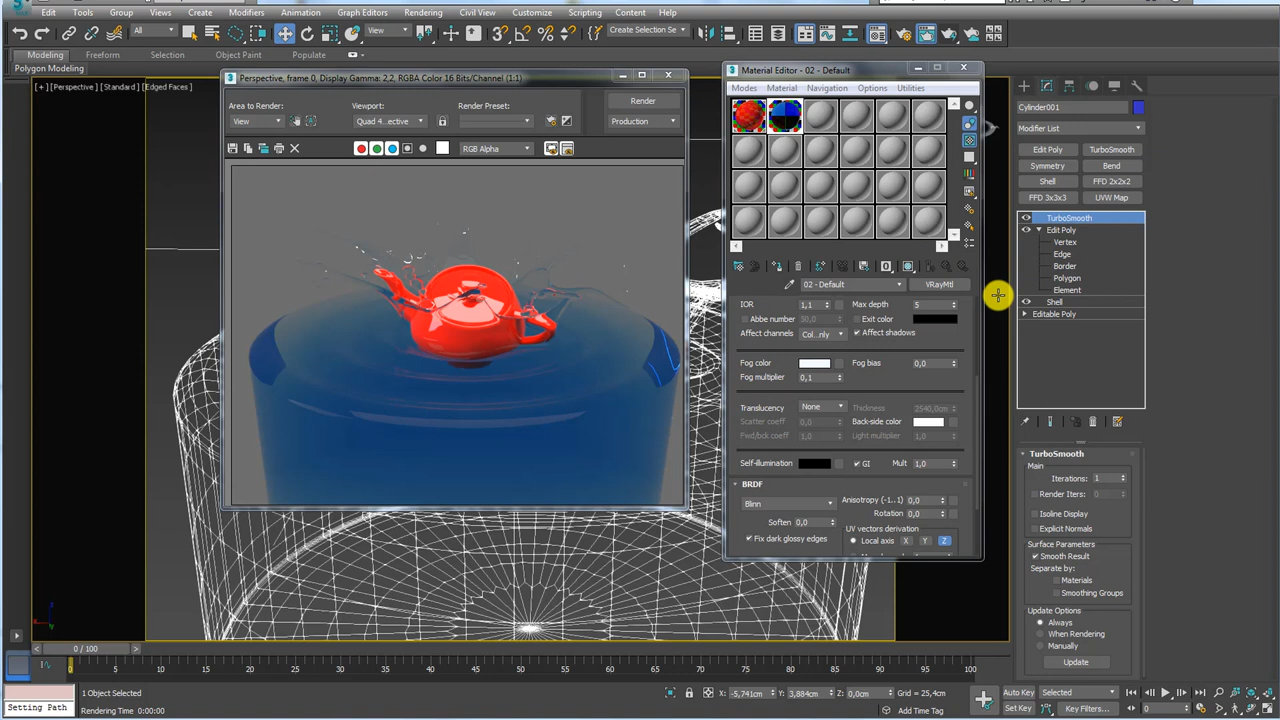 3
Edit Tools Group Views Create Modifiers Animation Graph Editors Rendering Civil View Customize Scripting Content Help
All View Create Selection Se
Modeling Freeform Selection Object Paint Populate
Polygon Modeling
[+] [Perspective] [Standard] [Edged Faces]
3 Perspective, frame 0, Display Gamma: 2,2, RGBA Color 16 Bits/Channel (1:1)
Area to Render: Viewport: Render Preset: Render
View Quad 4...ective Production
RGB Alpha
3 Material Editor - 02 - Default
Modes Material Navigation Options Utilities
02 - Default VRayMtl
IOR 1,1 Max depth 5
Abbe number 50,0 Exit color
Affect channels Col...nly Affect shadows
Fog color Fog bias 0,0
Fog multiplier 0,1
Translucency None Thickness 2540,0cm
Scatter coeff 0,0 Back-side color
Fwd/bck coeff 1,0 Light multiplier 1,0
Self-illumination GI Mult 1,0
BRDF
Blinn Anisotropy (-1..1) 0,0
Rotation 0,0
Soften 0,0
UV vectors derivation
Fix dark glossy edges Local axis X Y Z
Cylinder001
Modifier List
Edit Poly TurboSmooth
Symmetry Bend
Shell FFD 2x2x2
FFD 3x3x3 UVW Map
TurboSmooth
Edit Poly
Vertex
Edge
Border
Polygon
Element
Shell
Editable Poly
TurboSmooth
Main
Iterations: 1
Render Iters: 0
Isoline Display
Explicit Normals
Surface Parameters
Smooth Result
Separate by:
Materials
Smoothing Groups
Update Options
Always
When Rendering
Manually
Update
0 / 100
0 5 10 15 20 25 30 35 40 45 50 55 60 65 70 75 80 85 90 95 100
1 Object Selected X: -5,741cm Y: 3,884cm Z: 0,0cm Grid = 25,4cm Auto Key Selected
Setting Path Rendering Time 0:00:00 Add Time Tag Set Key Key Filters... 0